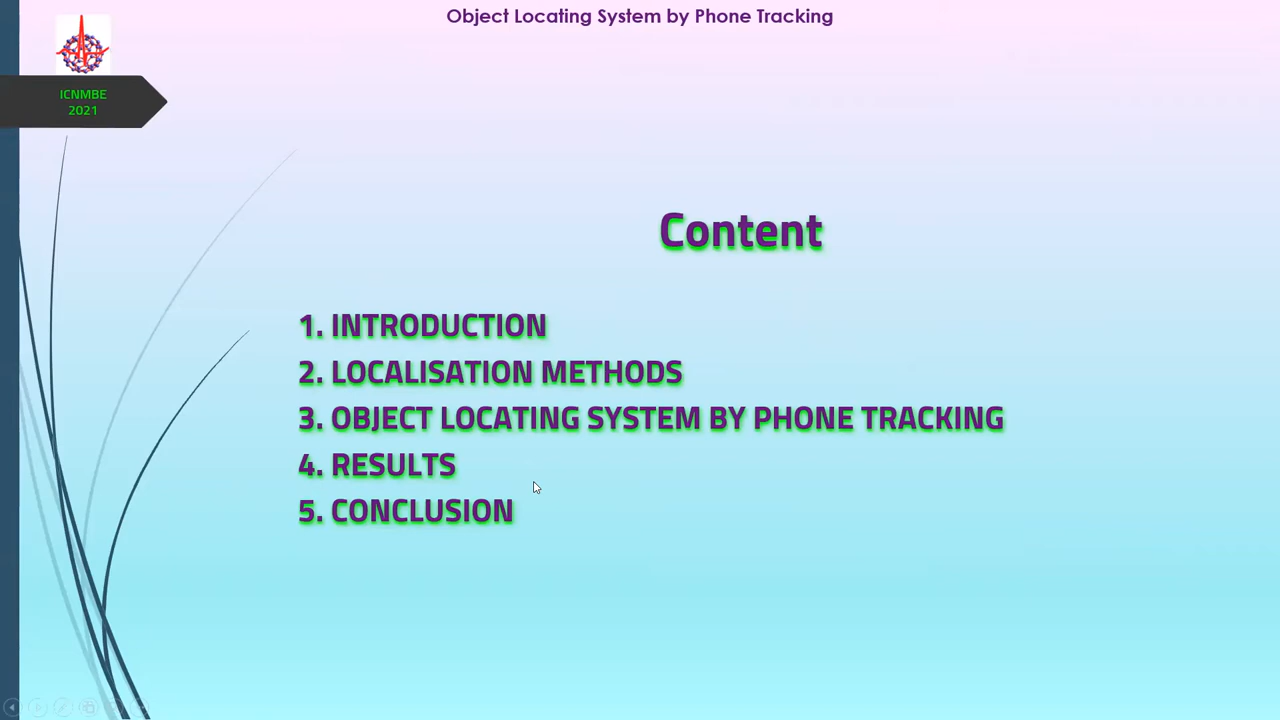 Object Locating System by Phone Tracking
ICNMBE
2021
Content
1. INTRODUCTION
2. LOCALISATION METHODS
3. OBJECT LOCATING SYSTEM BY PHONE TRACKING
4. RESULTS
5. CONCLUSION